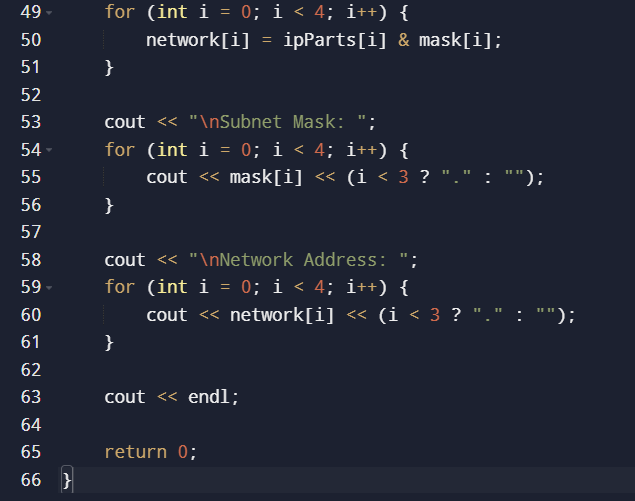 49 for (int i = 0; i < 4; i++) {
50 network[i] = ipParts[i] & mask[i];
51 }
52
53 cout << "\nSubnet Mask: ";
54 for (int i = 0; i < 4; i++) {
55 cout << mask[i] << (i < 3 ? "." : "");
56 }
57
58 cout << "\nNetwork Address: ";
59 for (int i = 0; i < 4; i++) {
60 cout << network[i] << (i < 3 ? "." : "");
61 }
62
63 cout << endl;
64
65 return 0;
66 }